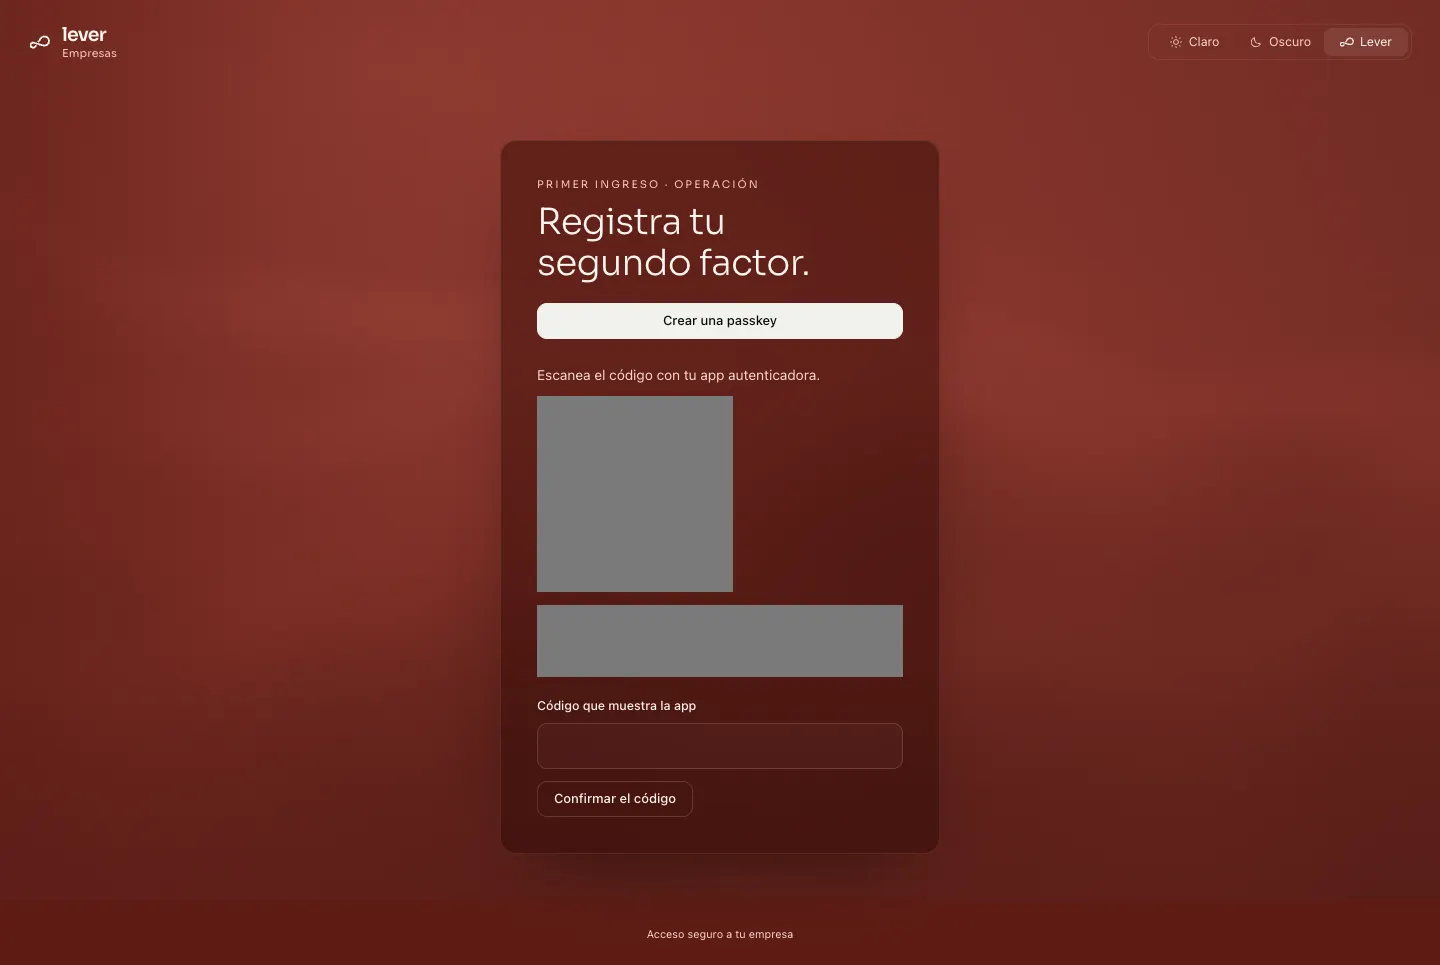 lever
Empresas
Claro
Oscuro
Lever
PRIMER INGRESO · OPERACIÓN
Registra tu
segundo factor.
Crear una passkey
Escanea el código con tu app autenticadora.
Código que muestra la app
Confirmar el código
Acceso seguro a tu empresa